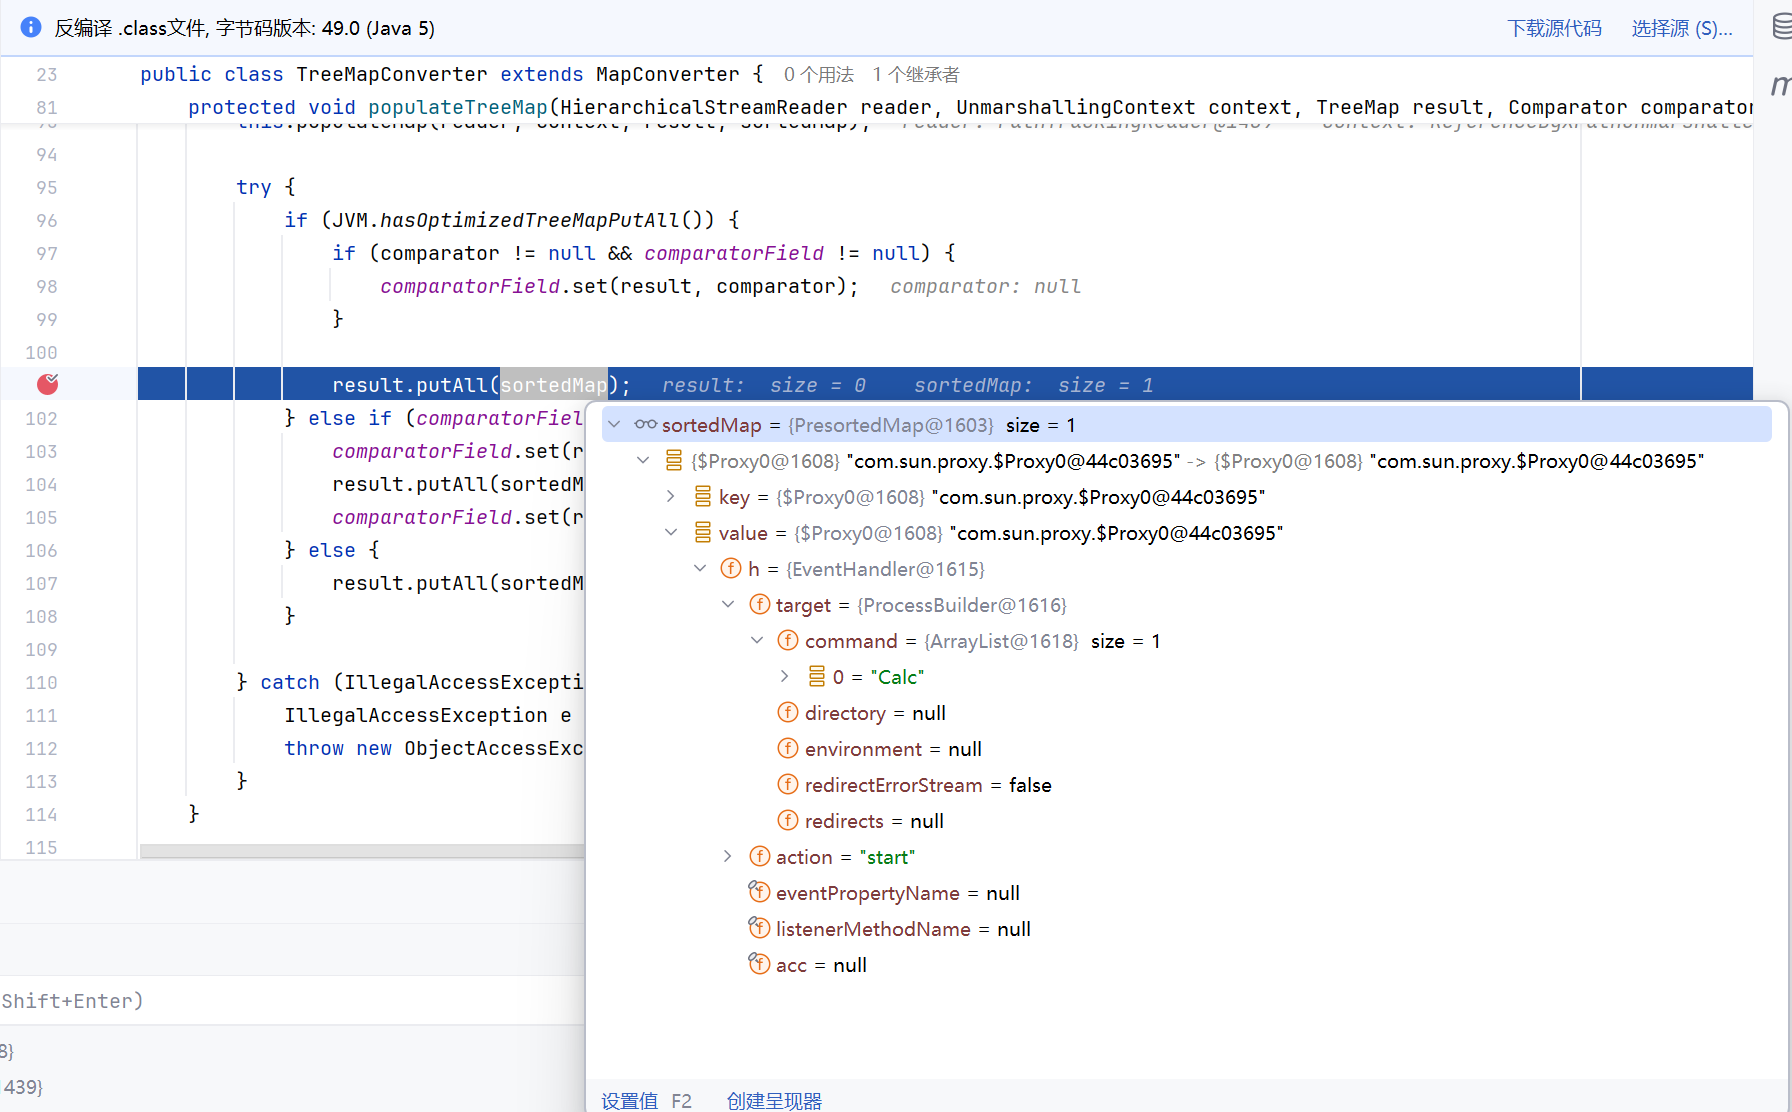 反编译 .class文件, 字节码版本: 49.0 (Java 5)
下载源代码 选择源 (S)...
23 public class TreeMapConverter extends MapConverter { 0 个用法 1 个继承者
81 protected void populateTreeMap(HierarchicalStreamReader reader, UnmarshallingContext context, TreeMap result, Comparator comparator
94
95 try {
96 if (JVM.hasOptimizedTreeMapPutAll()) {
97 if (comparator != null && comparatorField != null) {
98 comparatorField.set(result, comparator); comparator: null
99 }
100
result.putAll(sortedMap); result: size = 0 sortedMap: size = 1
102 } else if (comparatorFiel
103 comparatorField.set(r
104 result.putAll(sortedM
105 comparatorField.set(r
106 } else {
107 result.putAll(sortedM
108 }
109
110 } catch (IllegalAccessExcepti
111 IllegalAccessException e
112 throw new ObjectAccessExc
113 }
114 }
115
sortedMap = {PresortedMap@1603} size = 1
{$Proxy0@1608} "com.sun.proxy.$Proxy0@44c03695" -> {$Proxy0@1608} "com.sun.proxy.$Proxy0@44c03695"
key = {$Proxy0@1608} "com.sun.proxy.$Proxy0@44c03695"
value = {$Proxy0@1608} "com.sun.proxy.$Proxy0@44c03695"
h = {EventHandler@1615}
target = {ProcessBuilder@1616}
command = {ArrayList@1618} size = 1
0 = "Calc"
directory = null
environment = null
redirectErrorStream = false
redirects = null
action = "start"
eventPropertyName = null
listenerMethodName = null
acc = null
Shift+Enter)
8}
439}
设置值 F2 创建呈现器